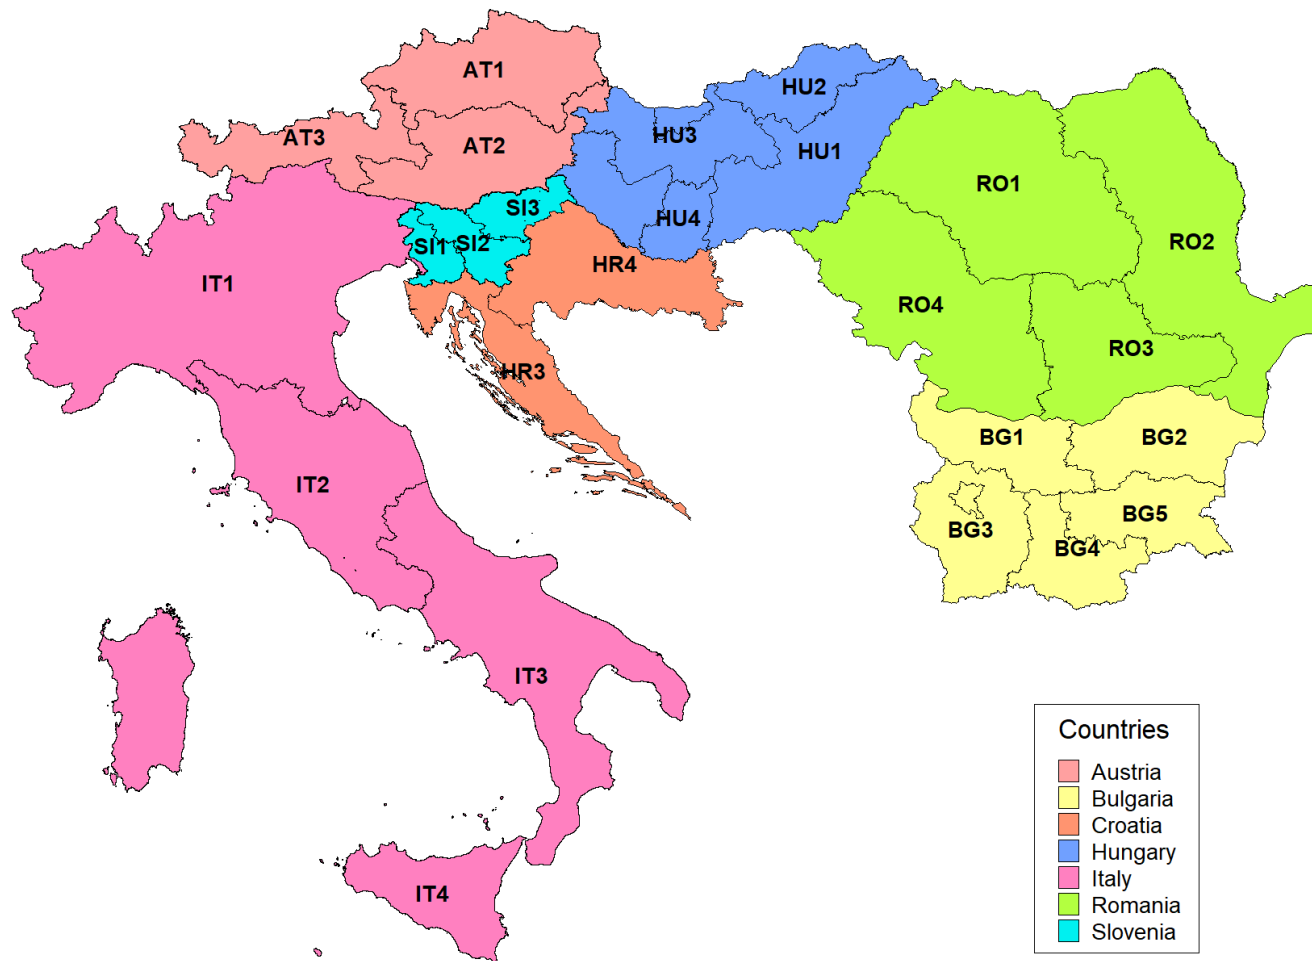 AT1
HU2
AT3
AT2
HU3
HU1
RO1
SI3
HU4
RO2
SI1
SI2
HR4
IT1
RO4
RO3
HR3
BG1
BG2
IT2
BG5
BG3
BG4
IT3
IT4
Countries
Austria
Bulgaria
Croatia
Hungary
Italy
Romania
Slovenia